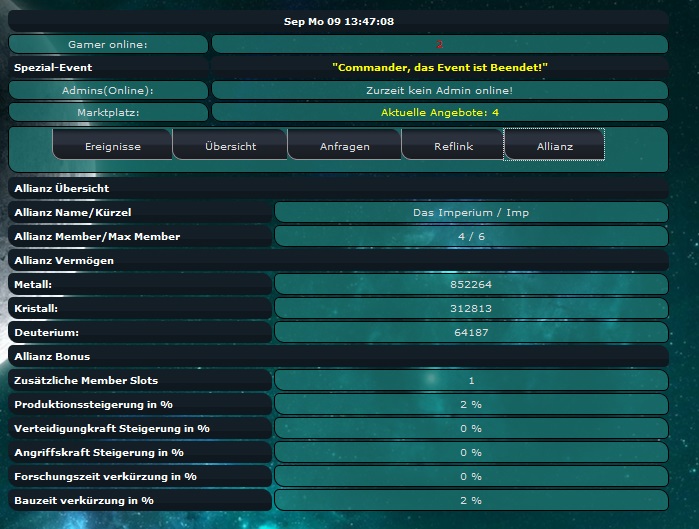 Sep Mo 09 13:47:08
Gamer online: 2
Spezial-Event "Commander, das Event ist Beendet!"
Admins(Online): Zurzeit kein Admin online!
Marktplatz: Aktuelle Angebote: 4
Ereignisse Übersicht Anfragen Reflink Allianz
Allianz Übersicht
Allianz Name/Kürzel Das Imperium / Imp
Allianz Member/Max Member 4 / 6
Allianz Vermögen
Metall: 852264
Kristall: 312813
Deuterium: 64187
Allianz Bonus
Zusätzliche Member Slots 1
Produktionssteigerung in % 2 %
Verteidigungkraft Steigerung in % 0 %
Angriffskraft Steigerung in % 0 %
Forschungszeit verkürzung in % 0 %
Bauzeit verkürzung in % 2 %